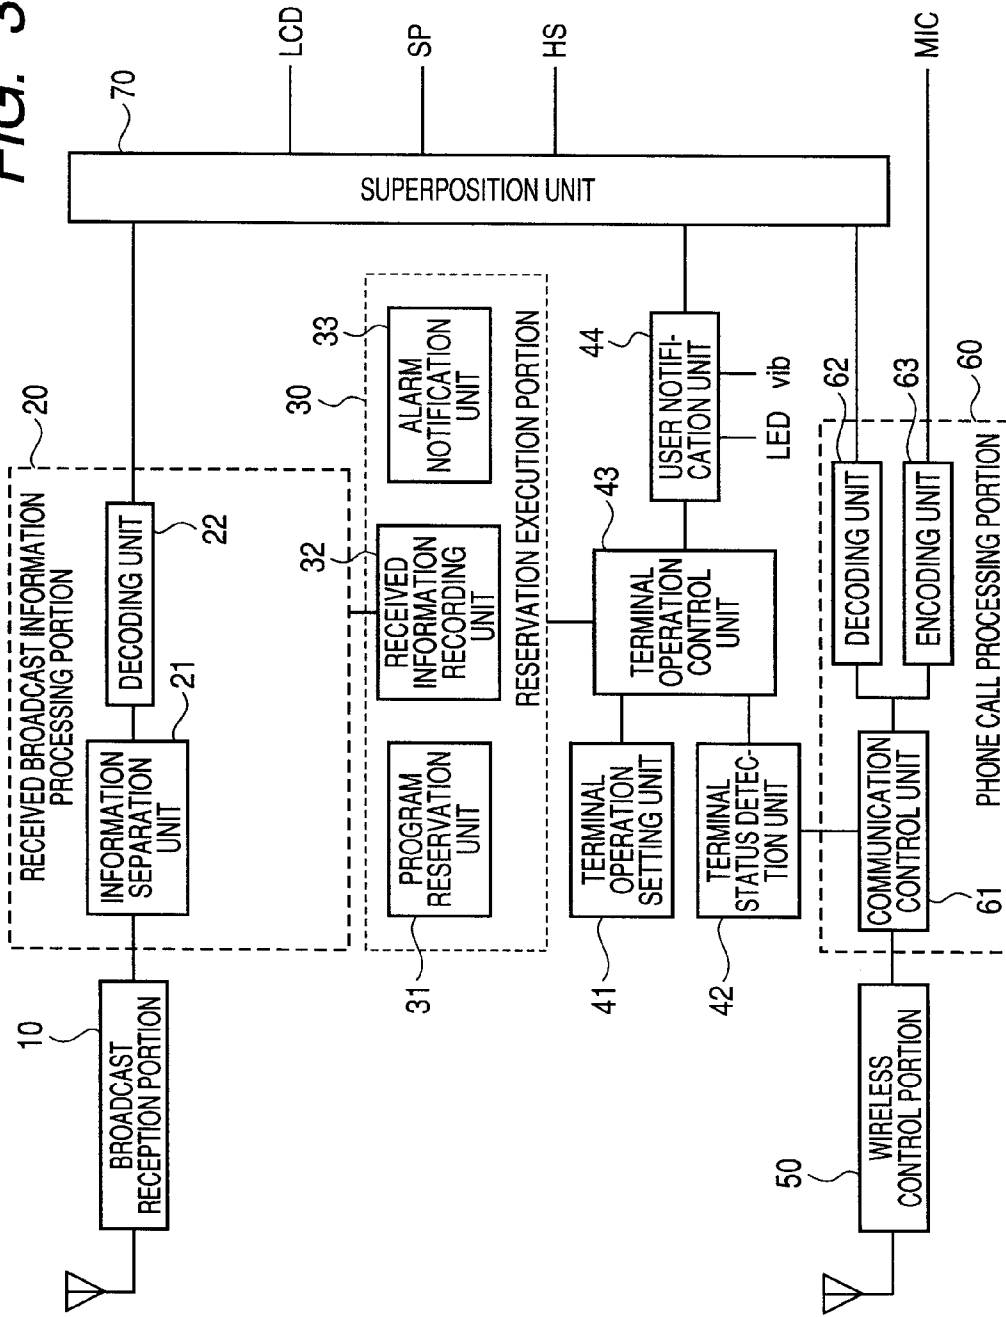 FIG. 3
70
LCD
SP
HS
MIC
SUPERPOSITION UNIT
20
RECEIVED BROADCAST INFORMATION
PROCESSING PORTION
10
BROADCAST
RECEPTION PORTION
INFORMATION
SEPARATION
UNIT
21
DECODING UNIT
22
30
31
PROGRAM
RESERVATION
UNIT
32
RECEIVED
INFORMATION
RECORDING
UNIT
33
ALARM
NOTIFICATION
UNIT
RESERVATION EXECUTION PORTION
41
TERMINAL
OPERATION
SETTING UNIT
42
TERMINAL
STATUS DETEC-
TION UNIT
43
TERMINAL
OPERATION
CONTROL
UNIT
44
USER NOTIFI-
CATION UNIT
LED
vib
50
WIRELESS
CONTROL PORTION
61
COMMUNICATION
CONTROL UNIT
62
DECODING UNIT
63
ENCODING UNIT
60
PHONE CALL PROCESSING PORTION